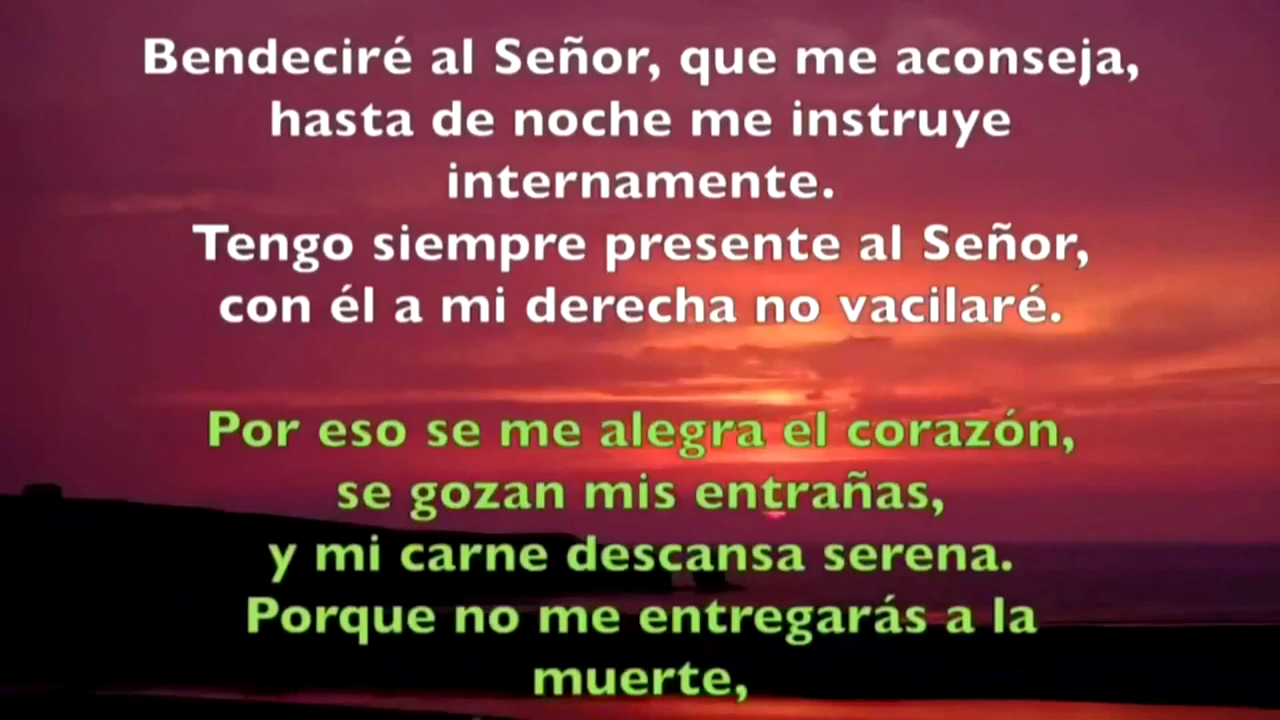 Bendeciré al Señor, que me aconseja,
hasta de noche me instruye
internamente.
Tengo siempre presente al Señor,
con él a mi derecha no vacilaré.
Por eso se me alegra el corazón,
se gozan mis entrañas,
y mi carne descansa serena.
Porque no me entregarás a la
muerte,